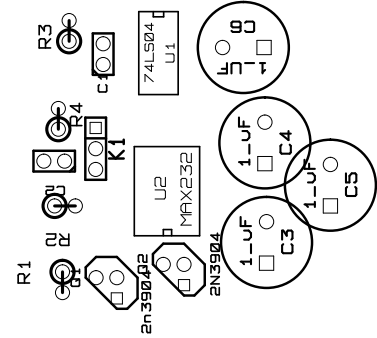 R3
C1
74LS04
U1
C6
1_UF
R4
K1
C2
U2
MAX232
1_UF
C4
1_UF
C5
R2
1_UF
C3
R1
Q1
2n3904
Q2
2N3904